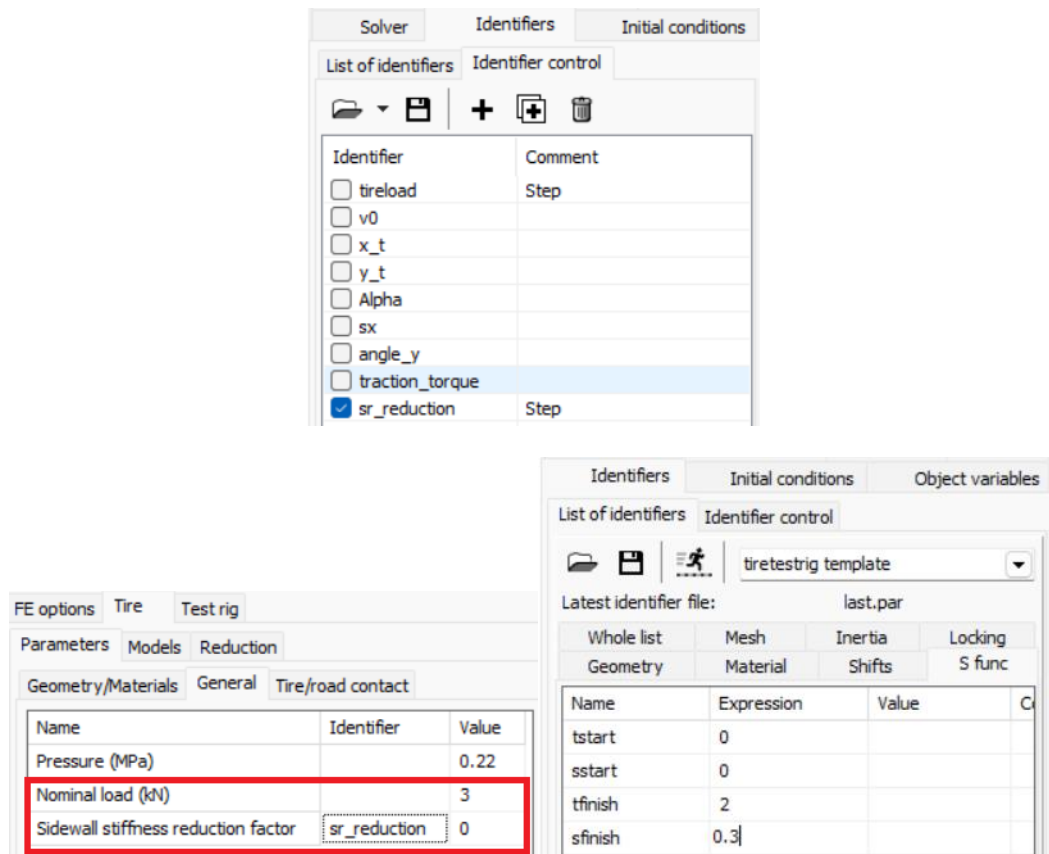 Solver Identifiers Initial conditions
List of identifiers Identifier control
Identifier Comment
tireload Step
v0
x_t
y_t
Alpha
sx
angle_y
traction_torque
sr_reduction Step
FE options Tire Test rig
Parameters Models Reduction
Geometry/Materials General Tire/road contact
Name Identifier Value
Pressure (MPa) 0.22
Nominal load (kN) 3
Sidewall stiffness reduction factor sr_reduction 0
Identifiers Initial conditions Object variables
List of identifiers Identifier control
tiretestrig template
Latest identifier file: last.par
Whole list Mesh Inertia Locking
Geometry Material Shifts S func
Name Expression Value
tstart 0
sstart 0
tfinish 2
sfinish 0.3